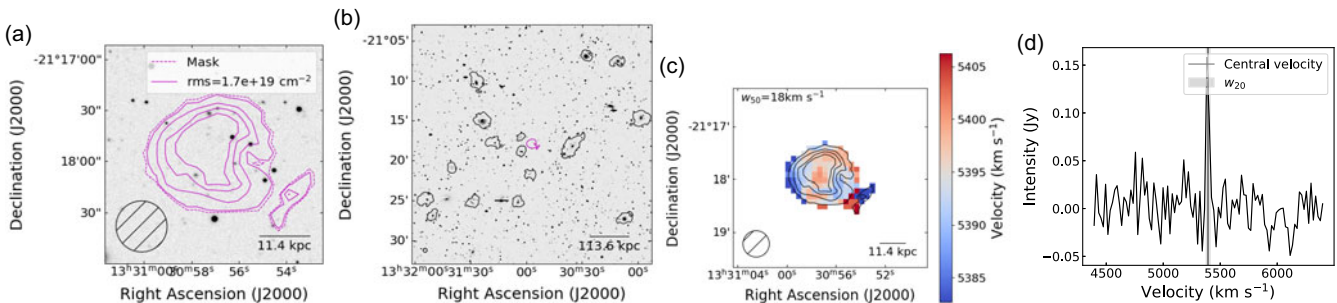 (a)
Mask
rms=1.7e+19 cm⁻²
-21°17'00"
30"
18'00"
30"
Declination (J2000)
11.4 kpc
13ʰ31ᵐ00ˢ30ᵐ58ˢ
56ˢ
54ˢ
Right Ascension (J2000)
(b)
-21°05'
10'
15'
20'
25'
30'
Declination (J2000)
113.6 kpc
13ʰ32ᵐ00ˢ31ᵐ30ˢ
00ˢ
30ᵐ30ˢ
00ˢ
Right Ascension (J2000)
(c)
w₅₀=18km s⁻¹
-21°17'
18'
19'
Declination (J2000)
11.4 kpc
13ʰ31ᵐ04ˢ
00ˢ
30ᵐ56ˢ
52ˢ
Right Ascension (J2000)
5405
5400
5395
5390
5385
Velocity (km s⁻¹)
(d)
Central velocity
w₂₀
0.15
0.10
0.05
0.00
−0.05
Intensity (Jy)
4500
5000
5500
6000
Velocity (km s⁻¹)